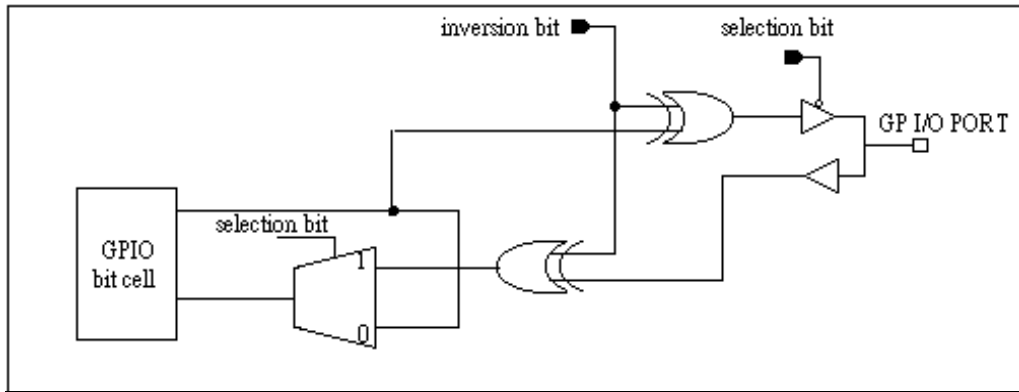 inversion bit
selection bit
GP I/O PORT
selection bit
GPIO
bit cell
1
0